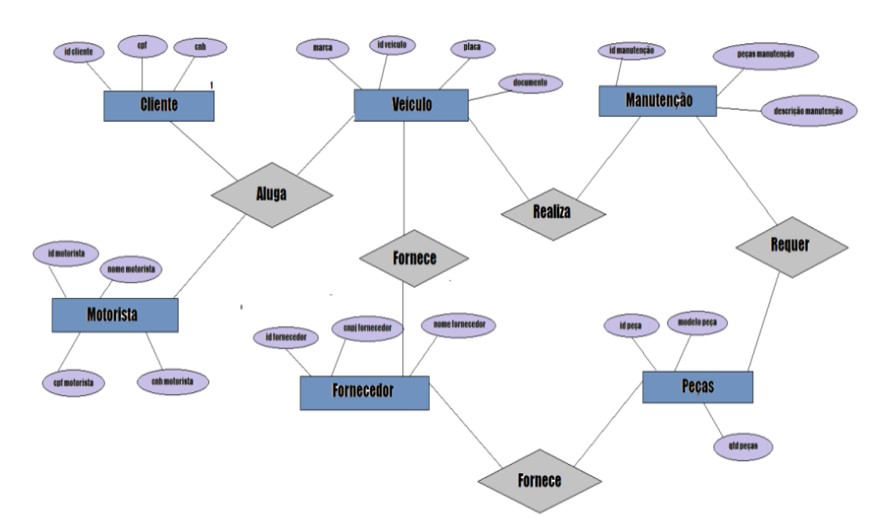 id cliente
cpf
cnh
1
Cliente
marca
id veículo
placa
documento
Veículo
id manutenção
peças manutenção
descrição manutenção
Manutenção
Aluga
Realiza
Fornece
Requer
id motorista
nome motorista
Motorista
cpf motorista
cnh motorista
id fornecedor
cnpj fornecedor
nome fornecedor
Fornecedor
id peça
modelo peça
Peças
qtd peças
Fornece